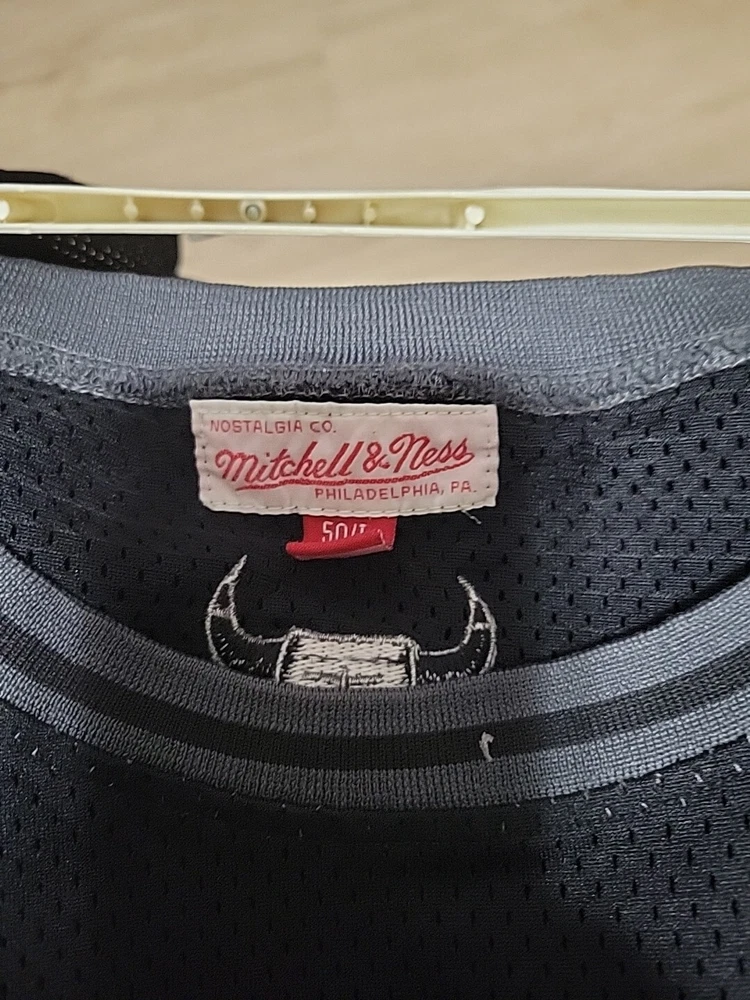 NOSTALGIA CO.
Mitchell & Ness
PHILADELPHIA, PA.